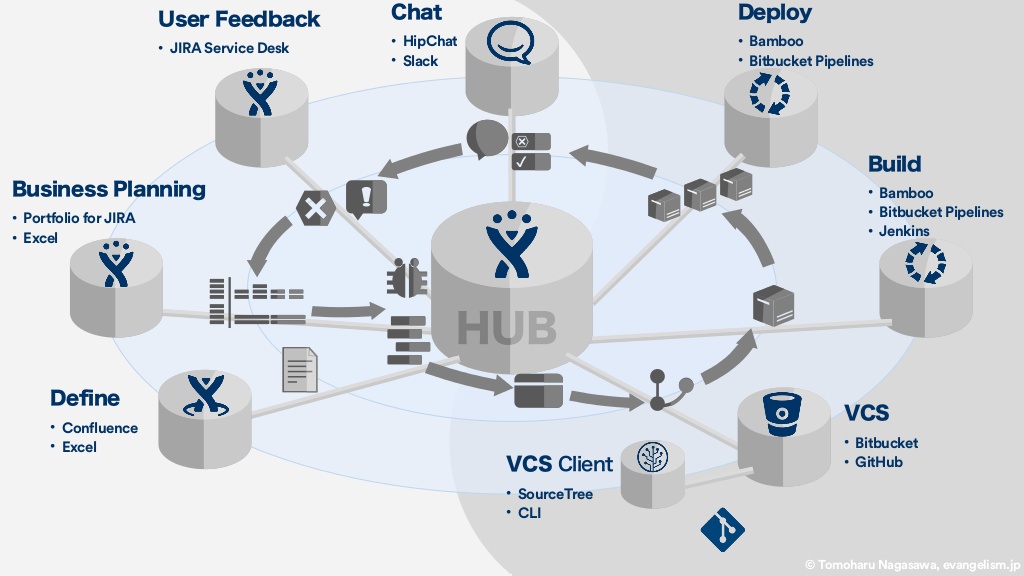 User Feedback
• JIRA Service Desk
Chat
• HipChat
• Slack
Deploy
• Bamboo
• Bitbucket Pipelines
Build
• Bamboo
• Bitbucket Pipelines
• Jenkins
Business Planning
• Portfolio for JIRA
• Excel
HUB
Define
• Confluence
• Excel
VCS
• Bitbucket
• GitHub
VCS Client
• SourceTree
• CLI
© Tomoharu Nagasawa, evangelism.jp